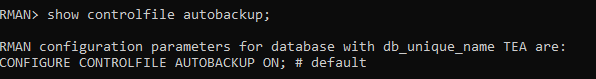 RMAN> show controlfile autobackup;
RMAN configuration parameters for database with db_unique_name TEA are:
CONFIGURE CONTROLFILE AUTOBACKUP ON; # default